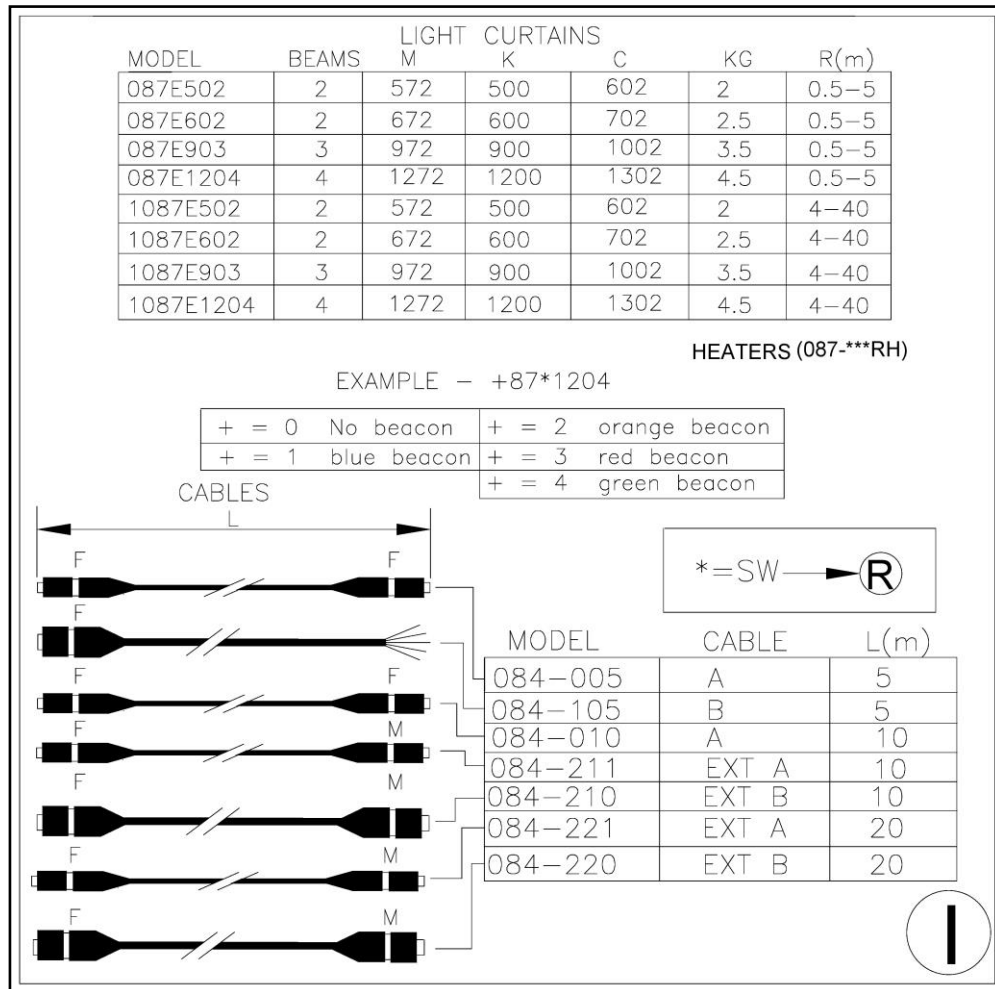 LIGHT CURTAINS
MODEL BEAMS M K C KG R(m)
087E502 2 572 500 602 2 0.5-5
087E602 2 672 600 702 2.5 0.5-5
087E903 3 972 900 1002 3.5 0.5-5
087E1204 4 1272 1200 1302 4.5 0.5-5
1087E502 2 572 500 602 2 4-40
1087E602 2 672 600 702 2.5 4-40
1087E903 3 972 900 1002 3.5 4-40
1087E1204 4 1272 1200 1302 4.5 4-40
HEATERS (087-***RH)
EXAMPLE - +87*1204
+ = 0 No beacon + = 2 orange beacon
+ = 1 blue beacon + = 3 red beacon
+ = 4 green beacon
CABLES
L
F F
F
F F
F M
F M
F M
F M
*=SW R
MODEL CABLE L(m)
084-005 A 5
084-105 B 5
084-010 A 10
084-211 EXT A 10
084-210 EXT B 10
084-221 EXT A 20
084-220 EXT B 20
I